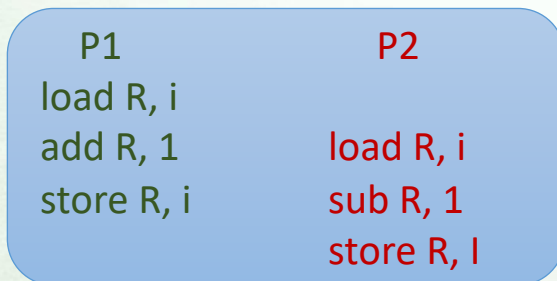 P1 P2
load R, i
add R, 1 load R, i
store R, i sub R, 1
store R, I